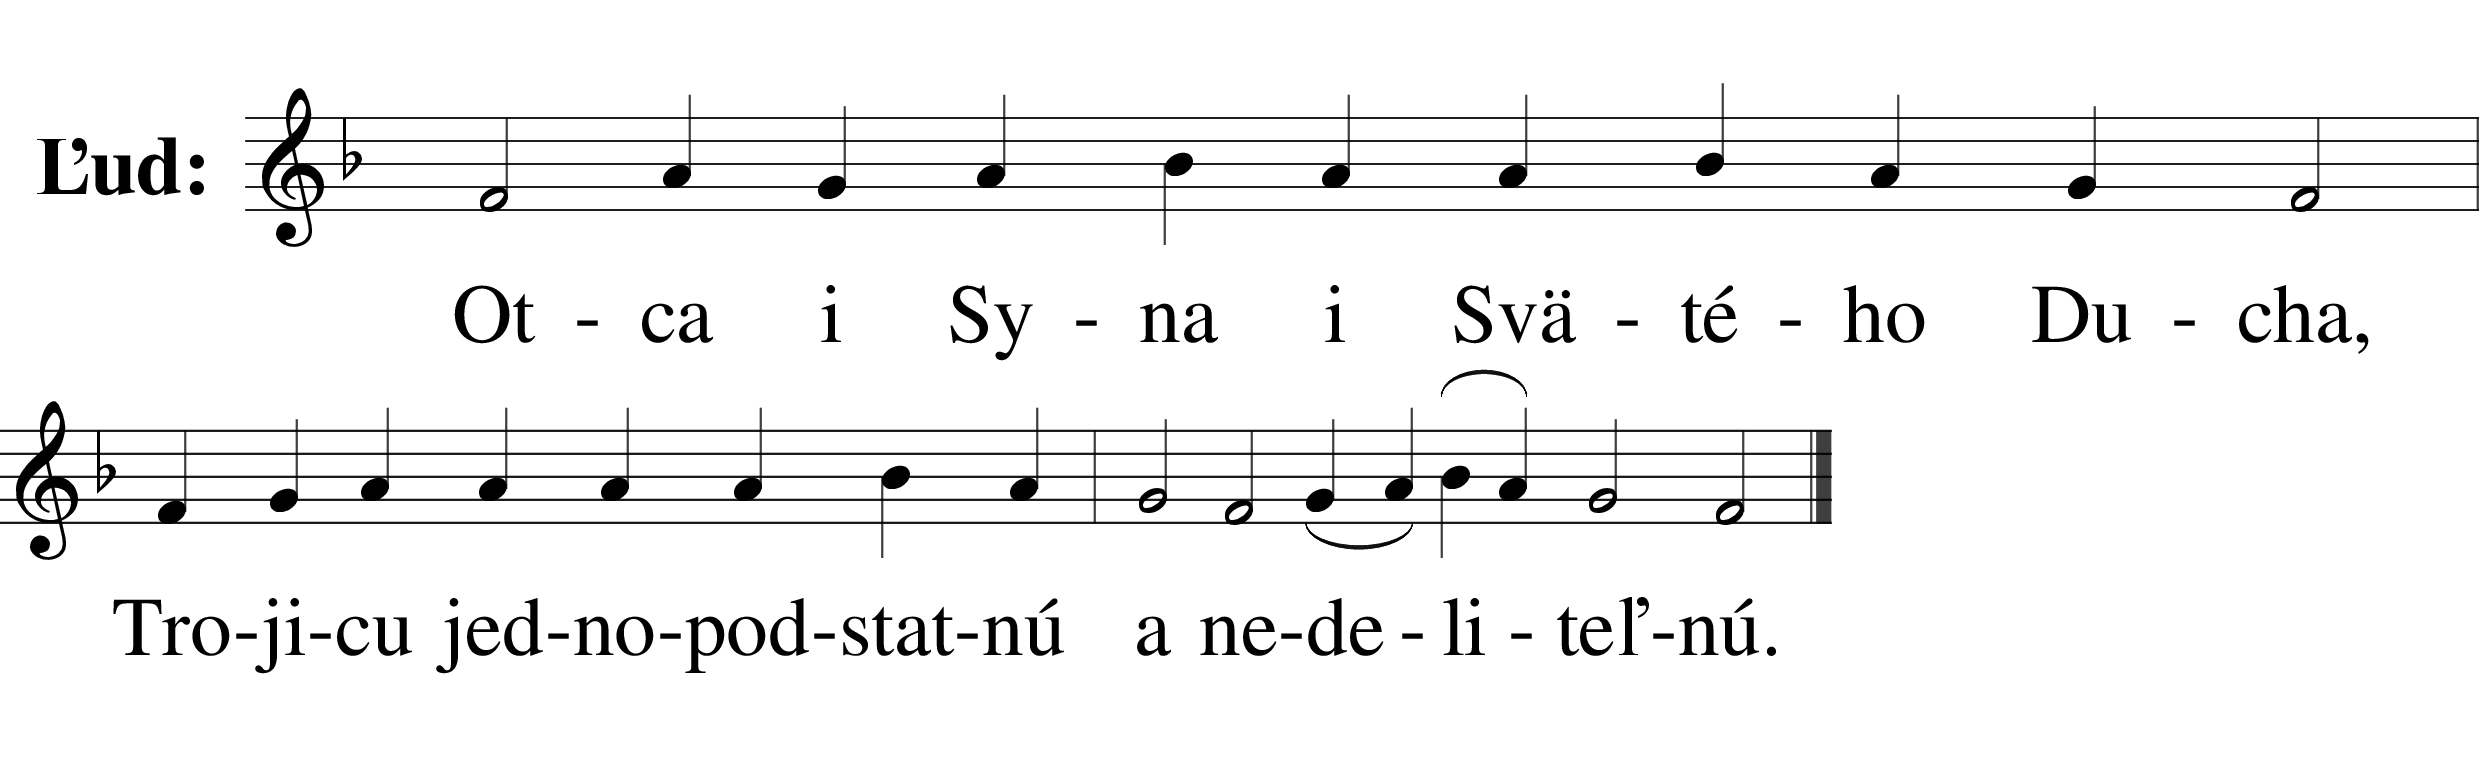 Ľud:
Ot - ca i Sy - na i Svä - té - ho Du - cha,
Tro-ji-cu jed-no-pod-stat-nú a ne-de - li - teľ-nú.